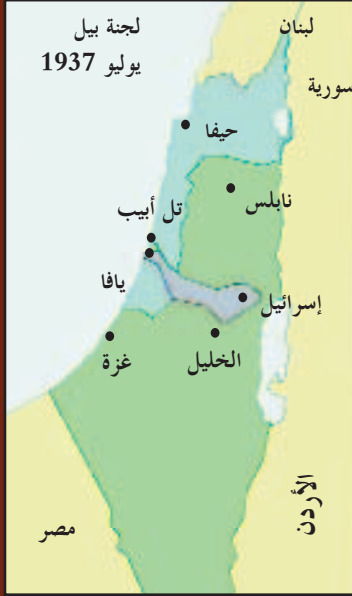 لجنة بيل
يوليو 1937
لبنان
سورية
حيفا
نابلس
تل أبيب
يافا
إسرائيل
غزة
الخليل
الأردن
مصر